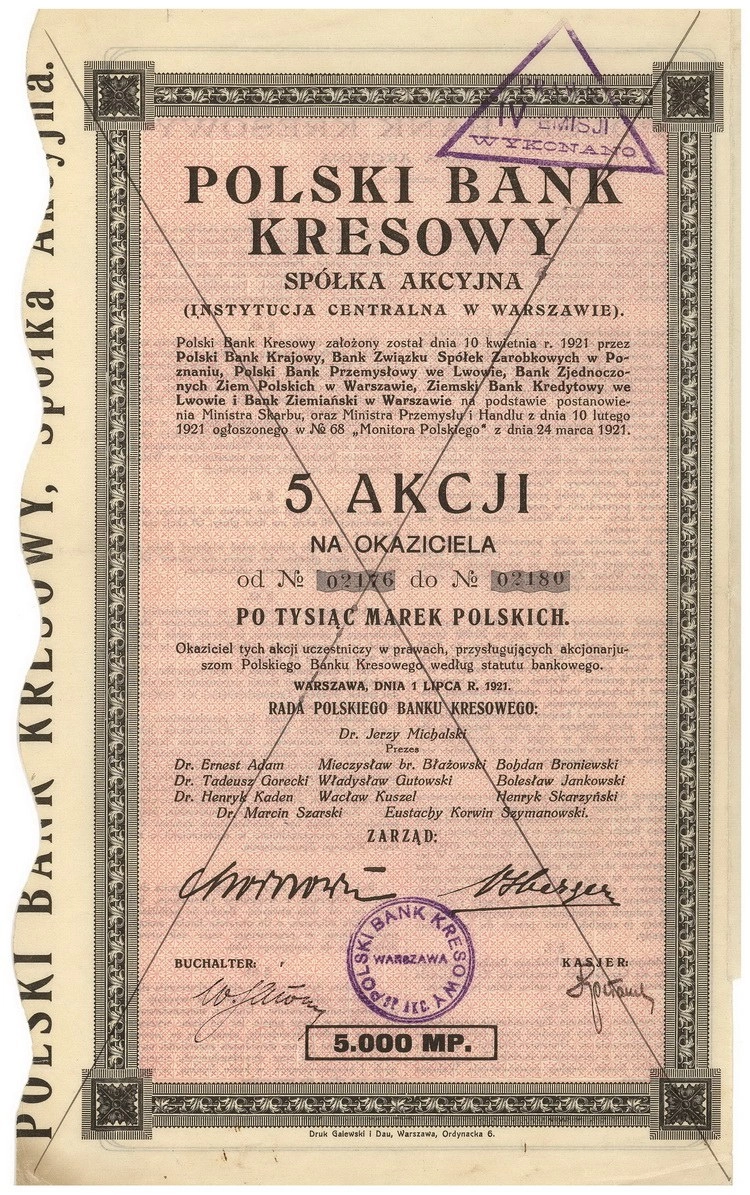 POLSKI BANK KRESOWY, Spółka Akcyjna.
IV EMISJI
WYKONANO
POLSKI BANK
KRESOWY
SPÓŁKA AKCYJNA
(INSTYTUCJA CENTRALNA W WARSZAWIE).
Polski Bank Kresowy założony został dnia 10 kwietnia r. 1921 przez
Polski Bank Krajowy, Bank Związku Spółek Zarobkowych w Po-
znaniu, Polski Bank Przemysłowy we Lwowie, Bank Zjednoczo-
nych Ziem Polskich w Warszawie, Ziemski Bank Kredytowy we
Lwowie i Bank Ziemiański w Warszawie na podstawie postanowie-
nia Ministra Skarbu, oraz Ministra Przemysłu i Handlu z dnia 10 lutego
1921 ogłoszonego w № 68 „Monitora Polskiego" z dnia 24 marca 1921.
5 AKCJI
NA OKAZICIELA
od № 02176 do № 02180
PO TYSIĄC MAREK POLSKICH.
Okaziciel tych akcji uczestniczy w prawach, przysługujących akcjonarju-
szom Polskiego Banku Kresowego według statutu bankowego.
WARSZAWA, DNIA 1 LIPCA R. 1921.
RADA POLSKIEGO BANKU KRESOWEGO:
Dr. Jerzy Michalski
Prezes
Dr. Ernest Adam Mieczysław br. Błażowski Bohdan Broniewski
Dr. Tadeusz Gorecki Władysław Gutowski Bolesław Jankowski
Dr. Henryk Kaden Wacław Kuszel Henryk Skarzyński
Dr. Marcin Szarski Eustachy Korwin Szymanowski.
ZARZĄD:
POLSKI BANK KRESOWY
WARSZAWA
BUCHALTER:
KASJER:
5.000 MP.
Druk Galewski i Dau, Warszawa, Ordynacka 6.